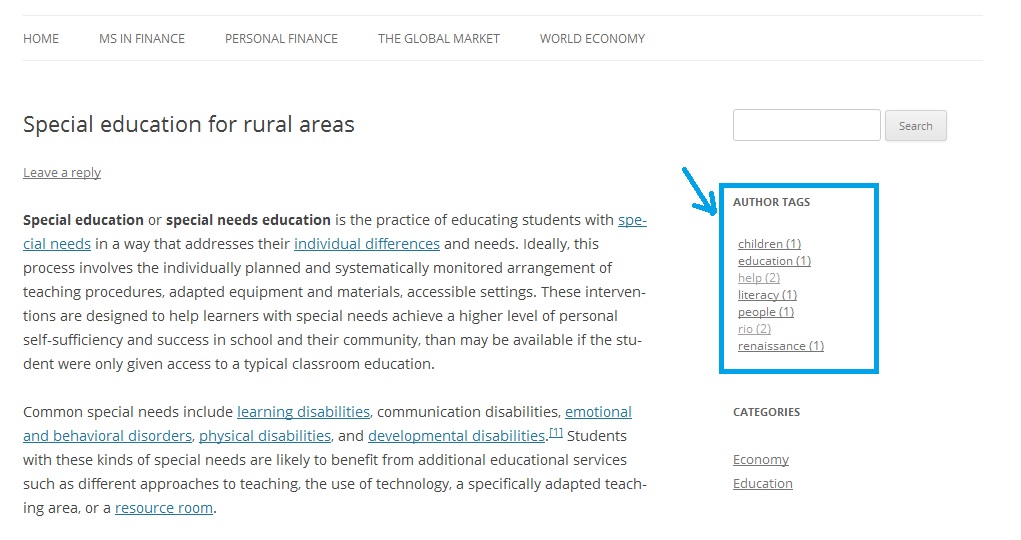 HOME MS IN FINANCE PERSONAL FINANCE THE GLOBAL MARKET WORLD ECONOMY
Special education for rural areas
Leave a reply
Special education or special needs education is the practice of educating students with spe-
cial needs in a way that addresses their individual differences and needs. Ideally, this
process involves the individually planned and systematically monitored arrangement of
teaching procedures, adapted equipment and materials, accessible settings. These interven-
tions are designed to help learners with special needs achieve a higher level of personal
self-sufficiency and success in school and their community, than may be available if the stu-
dent were only given access to a typical classroom education.
Common special needs include learning disabilities, communication disabilities, emotional
and behavioral disorders, physical disabilities, and developmental disabilities.[1] Students
with these kinds of special needs are likely to benefit from additional educational services
such as different approaches to teaching, the use of technology, a specifically adapted teach-
ing area, or a resource room.
Search
AUTHOR TAGS
children (1)
education (1)
help (2)
literacy (1)
people (1)
rio (2)
renaissance (1)
CATEGORIES
Economy
Education